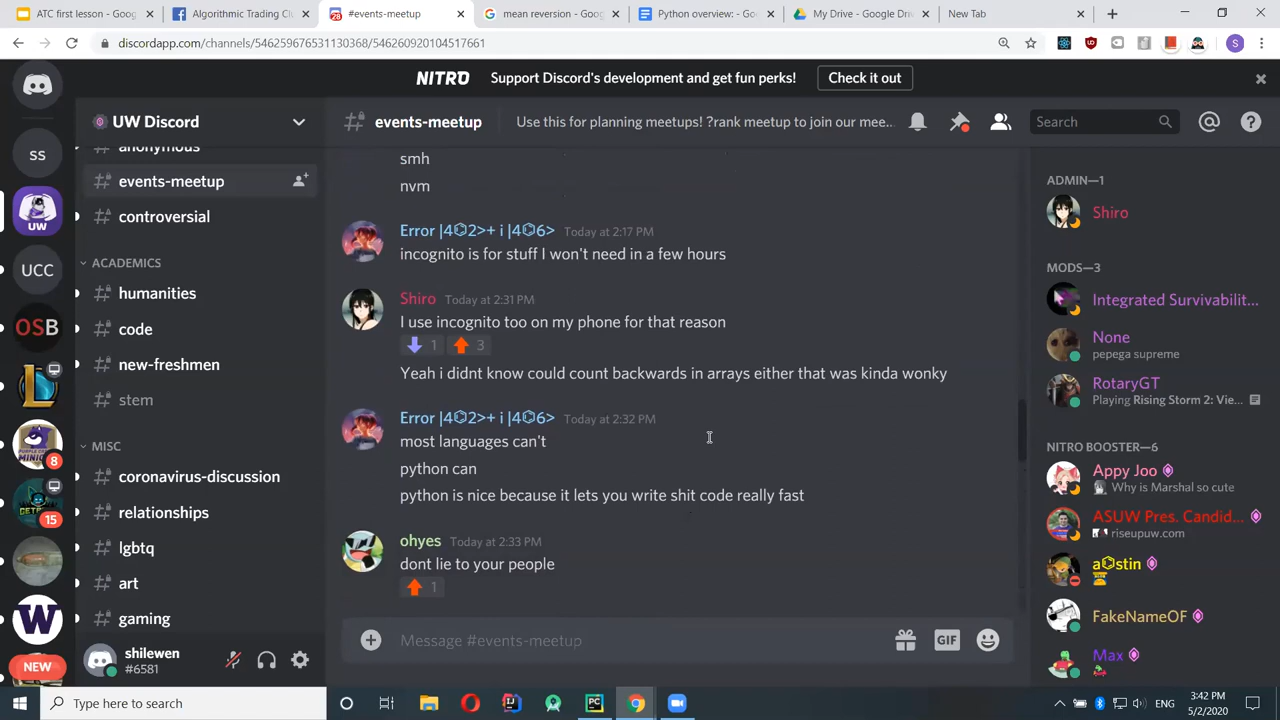 ATC first lesson - Goo
Algorithmic Trading Cl
#events-meetup
mean reversion - Goo
Python overview: - Go
My Drive - Google Dri
New Tab
discordapp.com/channels/546259676531130368/546260920104517661
S
NITRO Support Discord's development and get fun perks! Check it out
UW Discord
# events-meetup
Use this for planning meetups! ?rank meetup to join our mee...
Search
ss
UW
UCC
OSB
8
15
W
NEW
anonymous
# events-meetup
# controversial
ACADEMICS
# humanities
# code
# new-freshmen
# stem
MISC
# coronavirus-discussion
# relationships
# lgbtq
# art
# gaming
shilewen
#6581
smh
nvm
Error |4⌬2>+ i |4⌬6> Today at 2:17 PM
incognito is for stuff I won't need in a few hours
Shiro Today at 2:31 PM
I use incognito too on my phone for that reason
1 3
Yeah i didnt know could count backwards in arrays either that was kinda wonky
Error |4⌬2>+ i |4⌬6> Today at 2:32 PM
most languages can't
python can
python is nice because it lets you write shit code really fast
ohyes Today at 2:33 PM
dont lie to your people
1
Message #events-meetup
GIF
ADMIN—1
Shiro
MODS—3
Integrated Survivabilit...
None
pepega supreme
RotaryGT
Playing Rising Storm 2: Vie...
NITRO BOOSTER—6
Appy Joo
Why is Marshal so cute
ASUW Pres. Candid...
riseupuw.com
a⌬stin
FakeNameOF
Max
Type here to search
PC
ENG
3:42 PM
5/2/2020